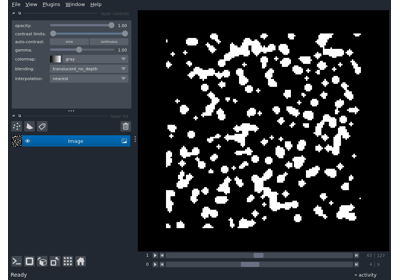 File View Plugins Window Help
opacity: 1.00
contrast limits:
auto-contrast: once continuous
gamma: 1.00
colormap: gray
blending: translucent_no_depth
interpolation: nearest
Image
1
0
Ready
activity